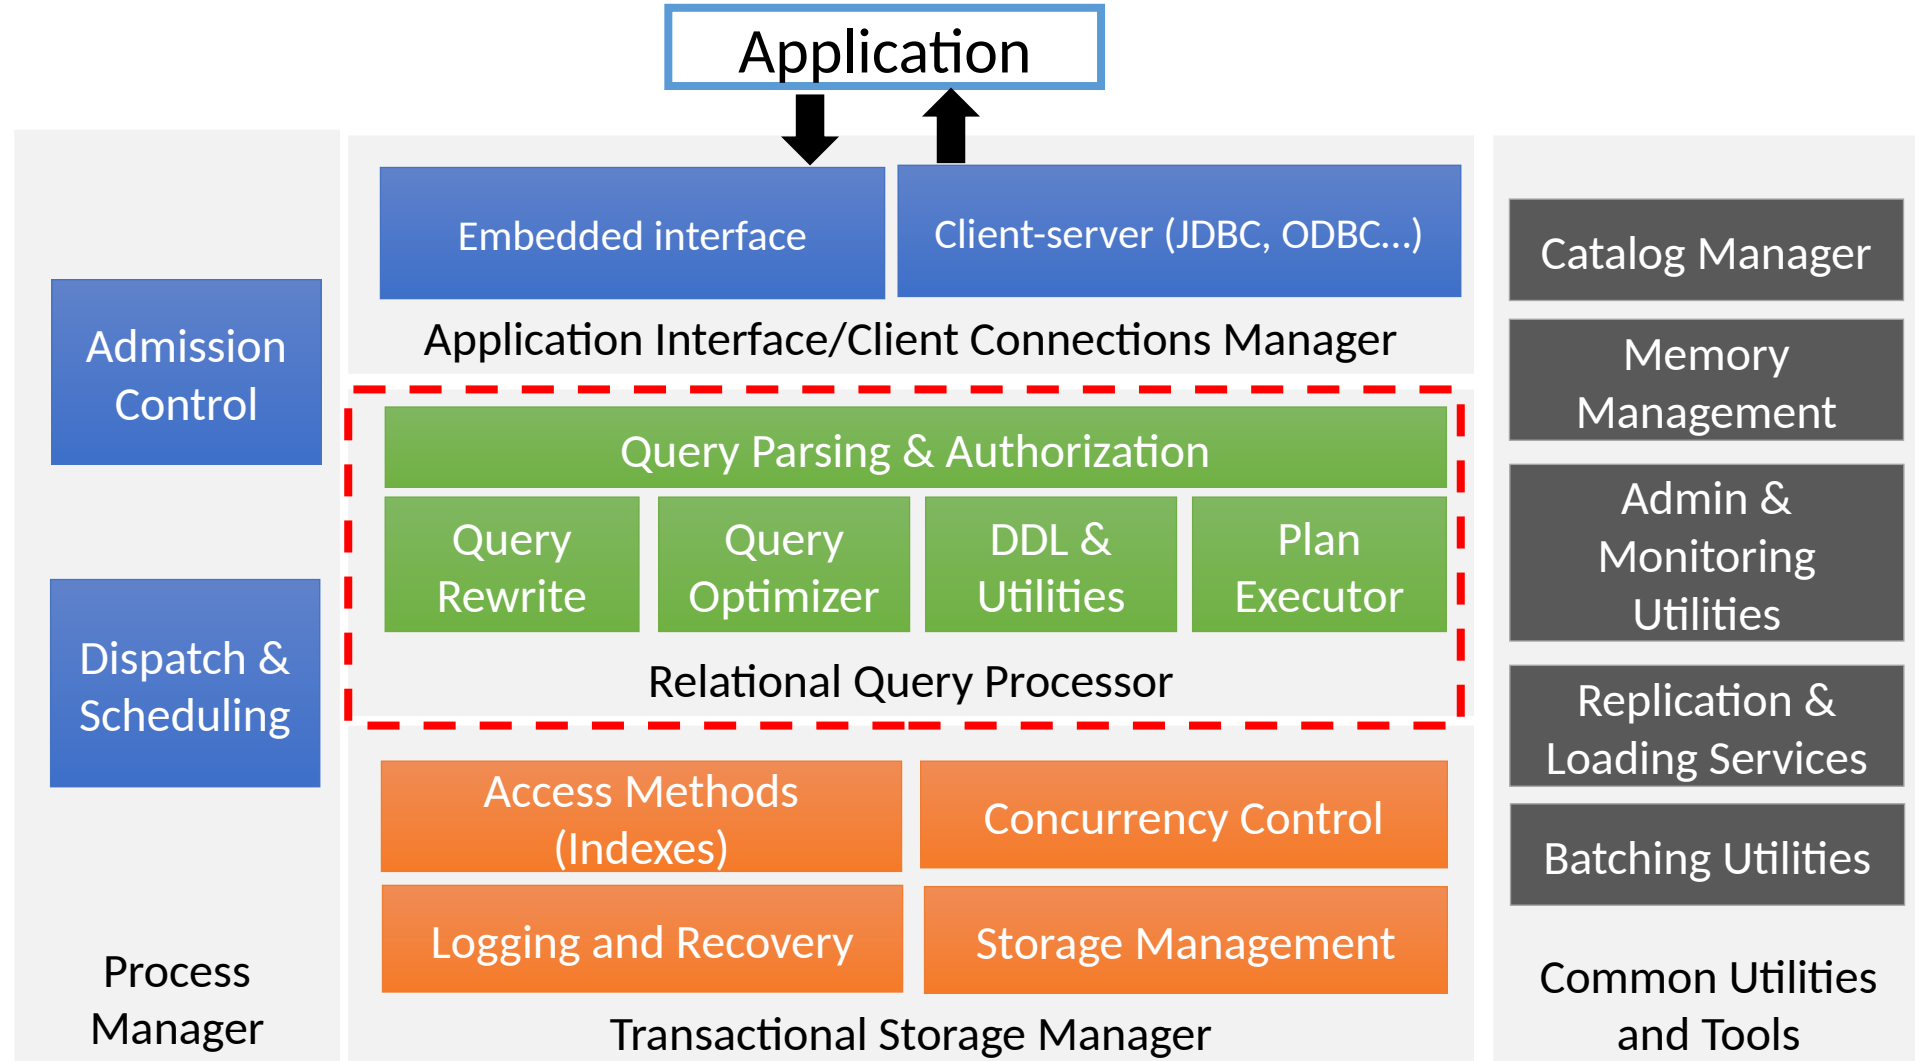 Application
Embedded interface
Client-server (JDBC, ODBC...)
Application Interface/Client Connections Manager
Admission
Control
Dispatch &
Scheduling
Process
Manager
Query Parsing & Authorization
Query
Rewrite
Query
Optimizer
DDL &
Utilities
Plan
Executor
Relational Query Processor
Access Methods
(Indexes)
Concurrency Control
Logging and Recovery
Storage Management
Transactional Storage Manager
Catalog Manager
Memory
Management
Admin &
Monitoring
Utilities
Replication &
Loading Services
Batching Utilities
Common Utilities
and Tools